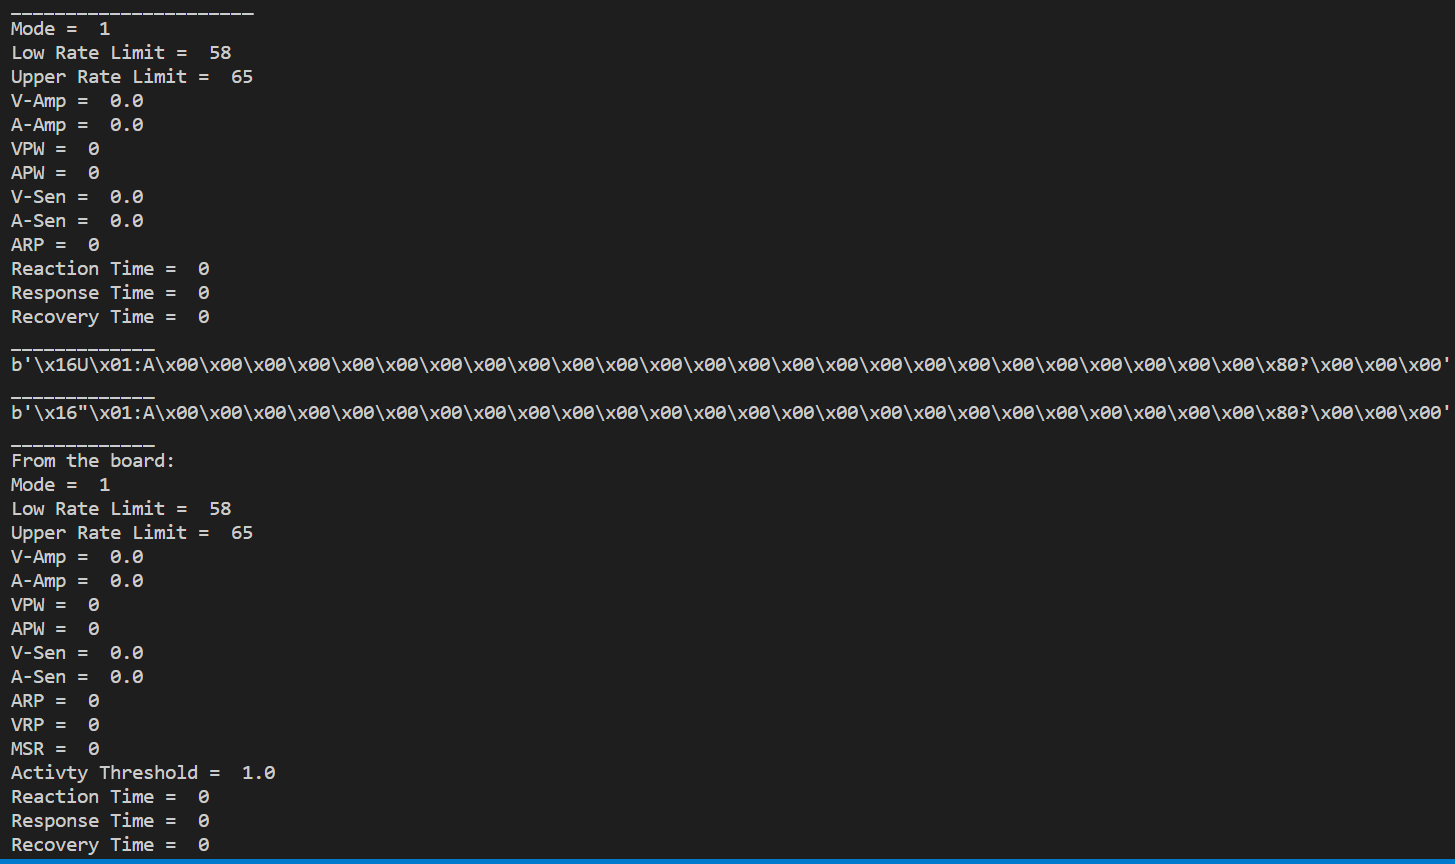 ______________________
Mode =  1
Low Rate Limit =  58
Upper Rate Limit =  65
V-Amp =  0.0
A-Amp =  0.0
VPW =  0
APW =  0
V-Sen =  0.0
A-Sen =  0.0
ARP =  0
Reaction Time =  0
Response Time =  0
Recovery Time =  0
_____________
b'\x16U\x01:A\x00\x00\x00\x00\x00\x00\x00\x00\x00\x00\x00\x00\x00\x00\x00\x00\x00\x00\x00\x00\x00\x00\x00\x00\x00\x80?\x00\x00\x00'
_____________
b'\x16"\x01:A\x00\x00\x00\x00\x00\x00\x00\x00\x00\x00\x00\x00\x00\x00\x00\x00\x00\x00\x00\x00\x00\x00\x00\x00\x00\x80?\x00\x00\x00'
_____________
From the board:
Mode =  1
Low Rate Limit =  58
Upper Rate Limit =  65
V-Amp =  0.0
A-Amp =  0.0
VPW =  0
APW =  0
V-Sen =  0.0
A-Sen =  0.0
ARP =  0
VRP =  0
MSR =  0
Activty Threshold =  1.0
Reaction Time =  0
Response Time =  0
Recovery Time =  0